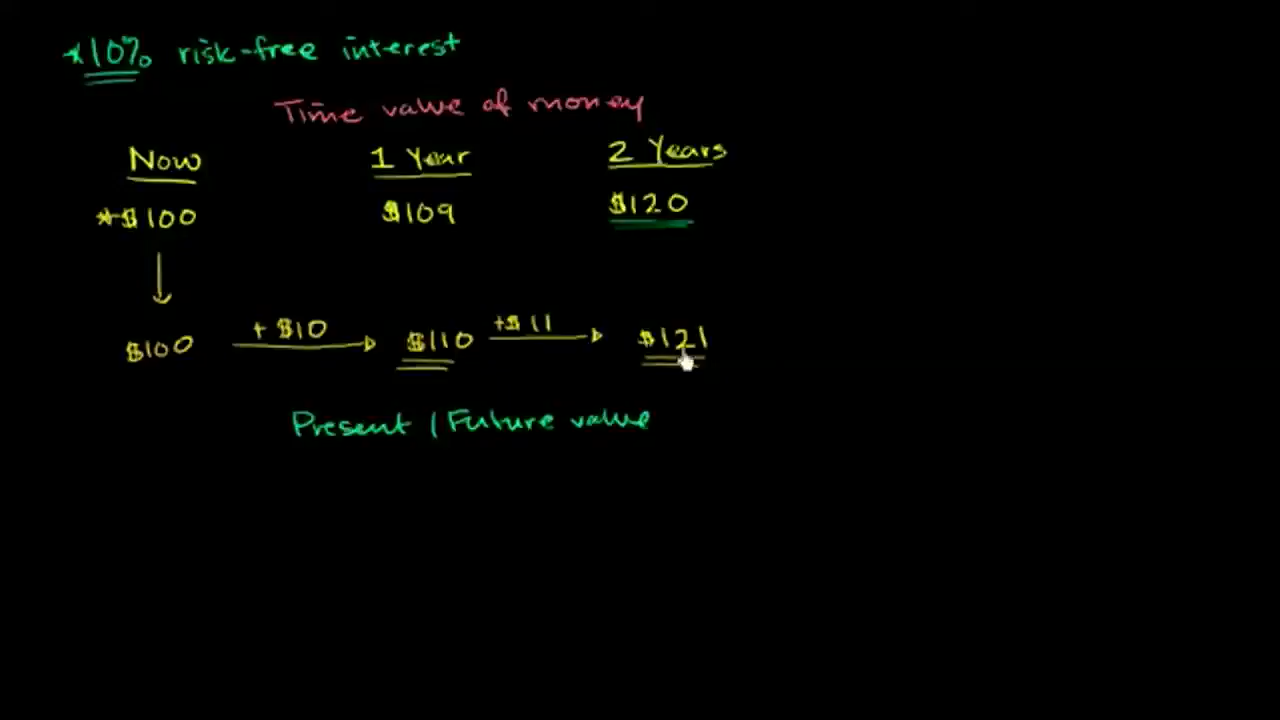 *10% risk-free interest
Time value of money
Now 1 Year 2 Years
*$100 $109 $120
$100 + $10 $110 +$11 $121
Present / Future value